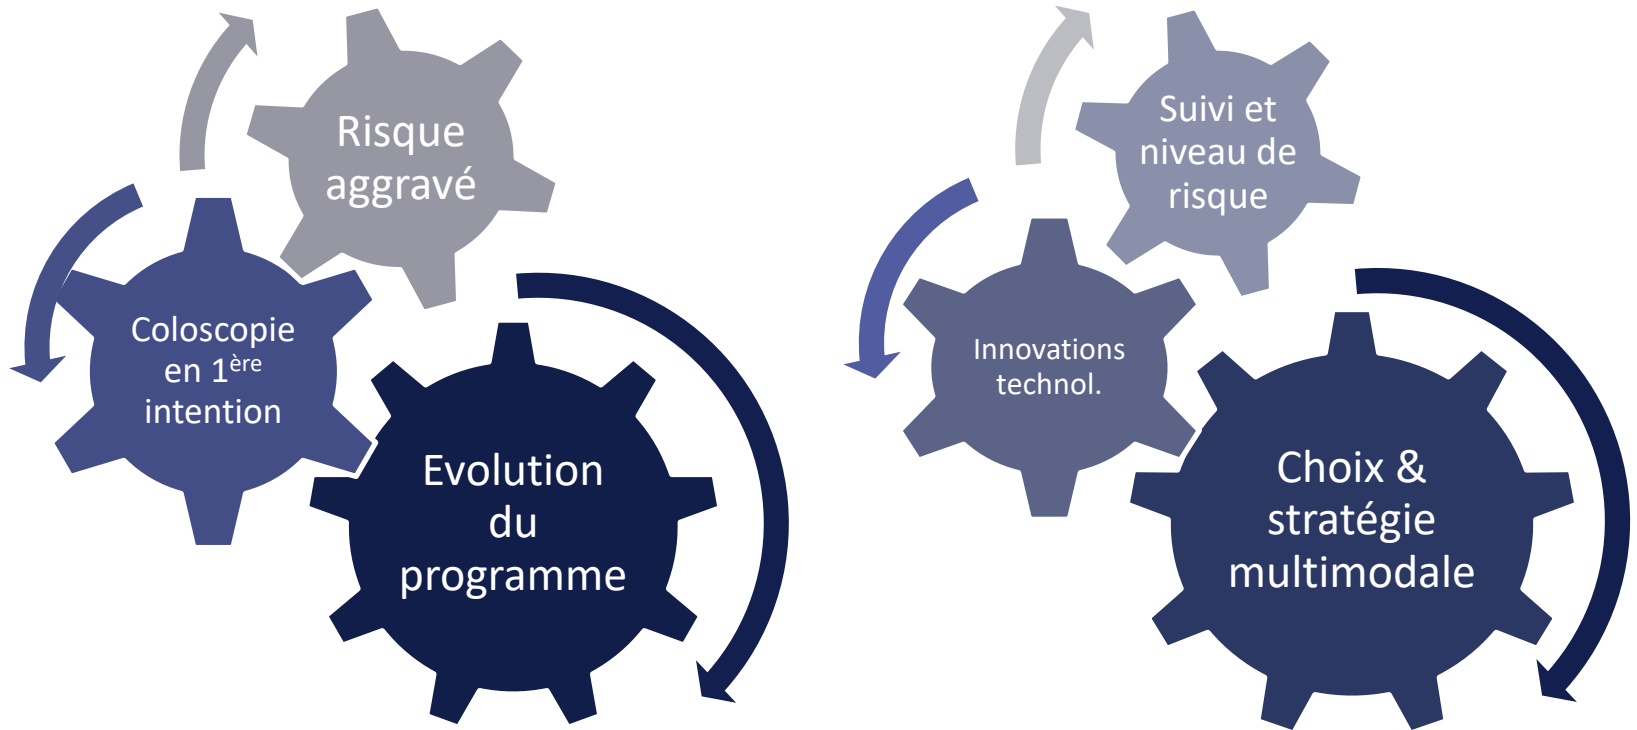 Risque
aggravé
Coloscopie
en 1ère
intention
Evolution
du
programme
Suivi et
niveau de
risque
Innovations
technol.
Choix &
stratégie
multimodale